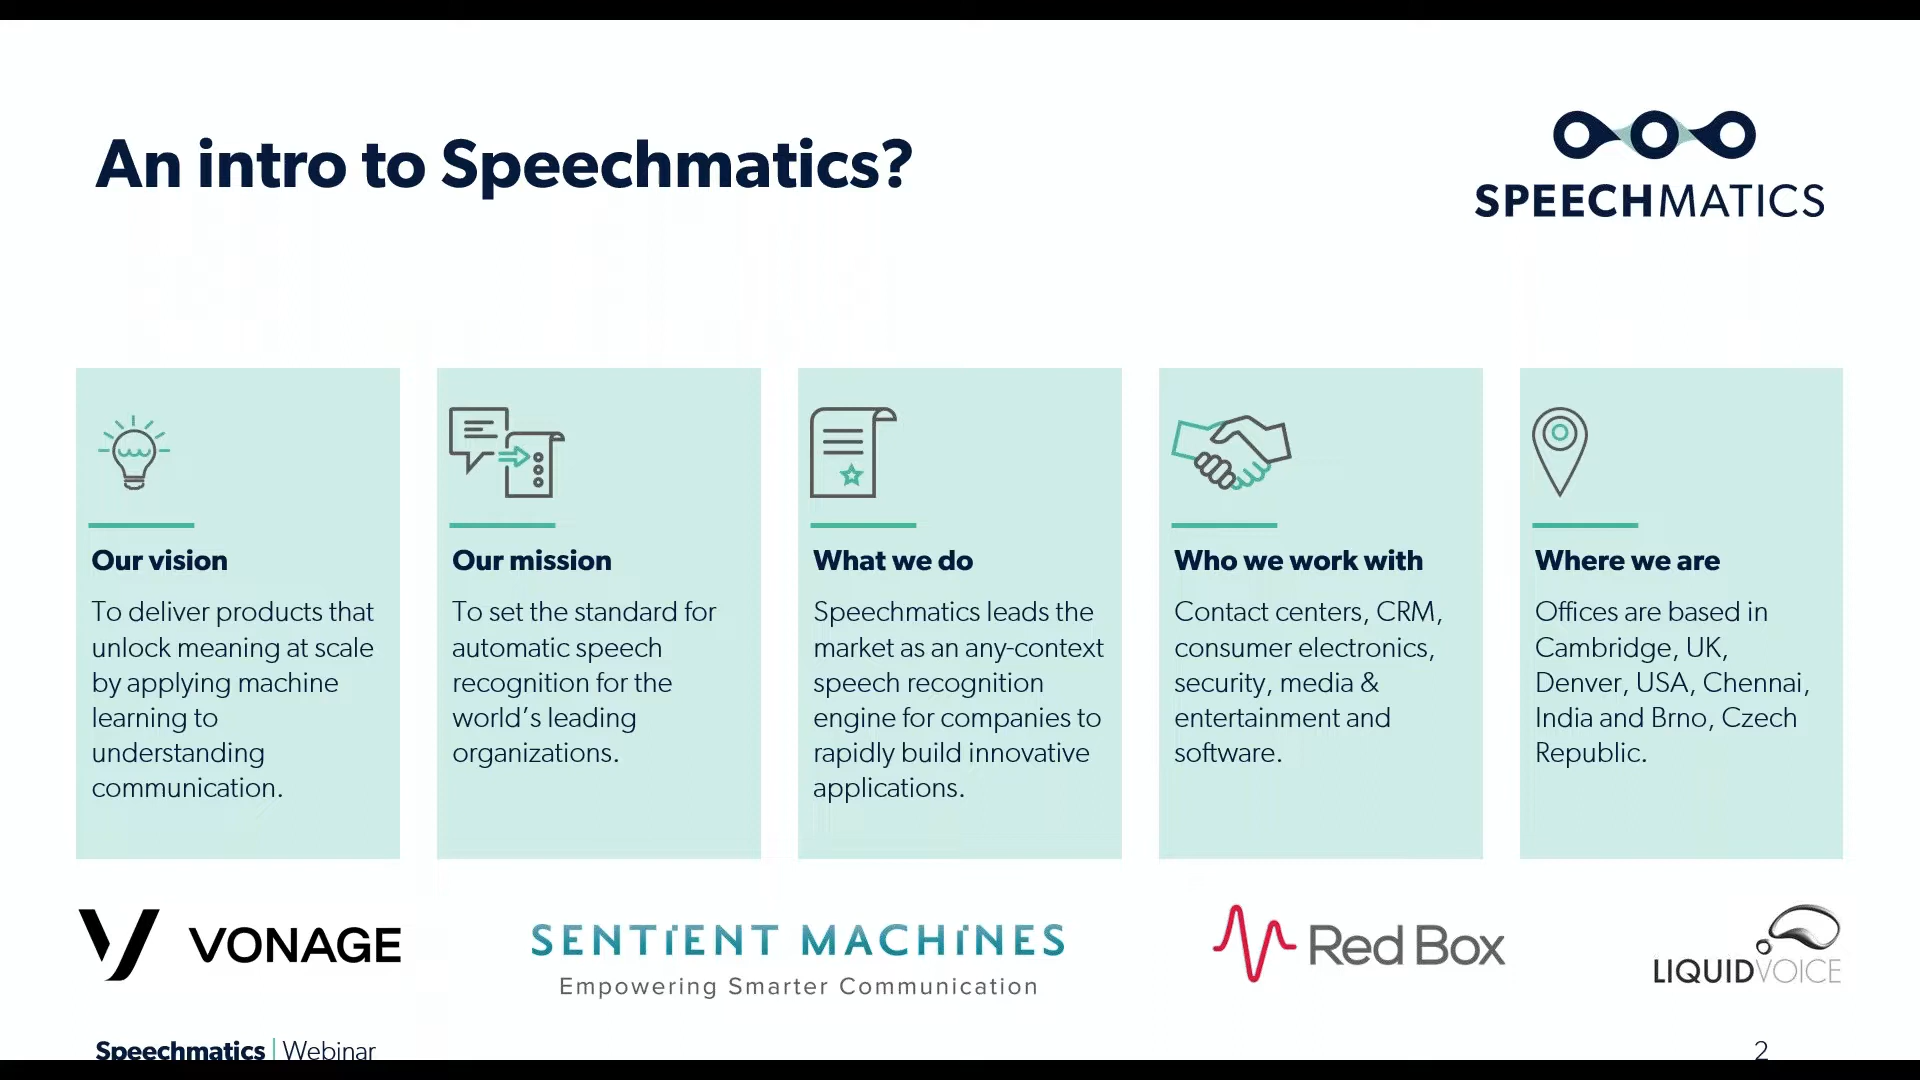 An intro to Speechmatics?
SPEECHMATICS
Our vision
To deliver products that
unlock meaning at scale
by applying machine
learning to
understanding
communication.
Our mission
To set the standard for
automatic speech
recognition for the
world’s leading
organizations.
What we do
Speechmatics leads the
market as an any-context
speech recognition
engine for companies to
rapidly build innovative
applications.
Who we work with
Contact centers, CRM,
consumer electronics,
security, media &
entertainment and
software.
Where we are
Offices are based in
Cambridge, UK,
Denver, USA, Chennai,
India and Brno, Czech
Republic.
VONAGE
SENTIENT MACHINES
Empowering Smarter Communication
Red Box
LIQUIDVOICE
Speechmatics | Webinar
2